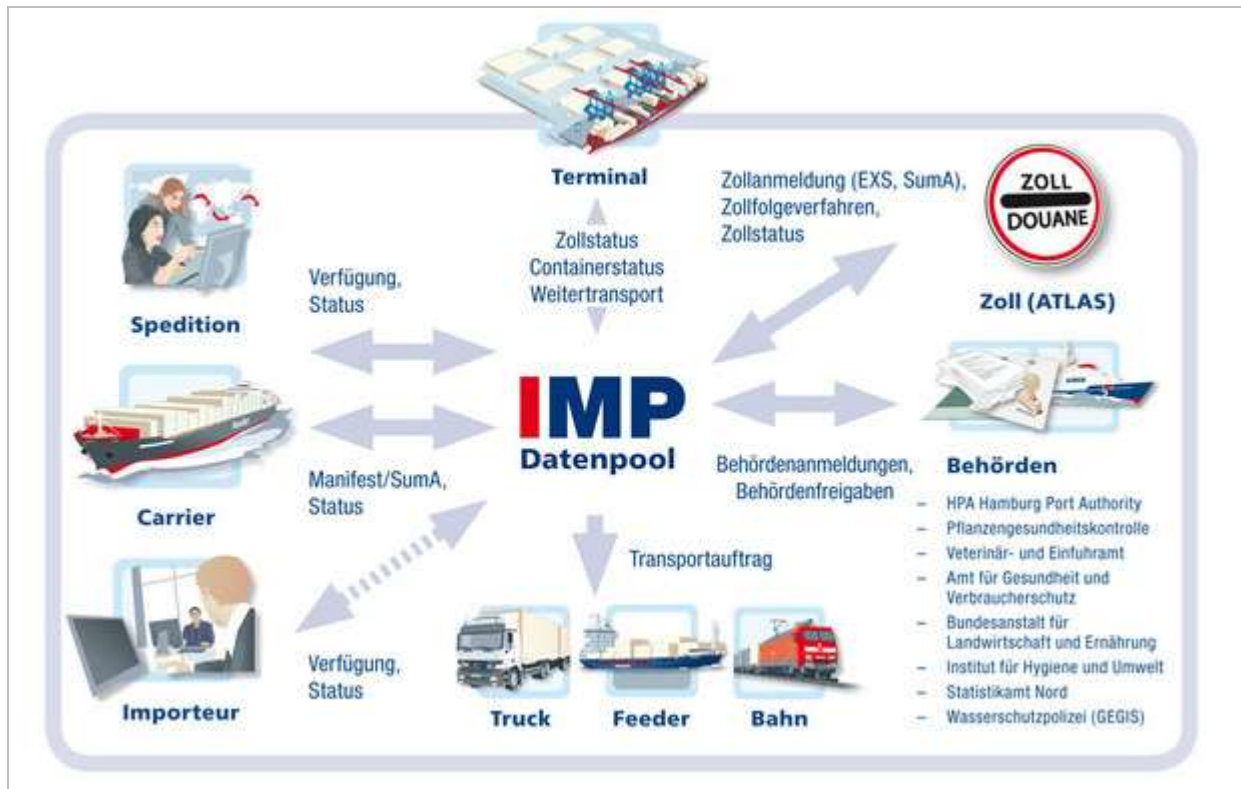 Terminal
Zollstatus
Containerstatus
Weitertransport
Zollanmeldung (EXS, SumA),
Zollfolgeverfahren,
Zollstatus
ZOLL
DOUANE
Zoll (ATLAS)
Spedition
Verfügung,
Status
Carrier
Manifest/SumA,
Status
IMP
Datenpool
Behördenanmeldungen,
Behördenfreigaben
Behörden
– HPA Hamburg Port Authority
– Pflanzengesundheitskontrolle
– Veterinär- und Einfuhramt
– Amt für Gesundheit und
Verbraucherschutz
– Bundesanstalt für
Landwirtschaft und Ernährung
– Institut für Hygiene und Umwelt
– Statistikamt Nord
– Wasserschutzpolizei (GEGIS)
Importeur
Verfügung,
Status
Transportauftrag
Truck
Feeder
Bahn